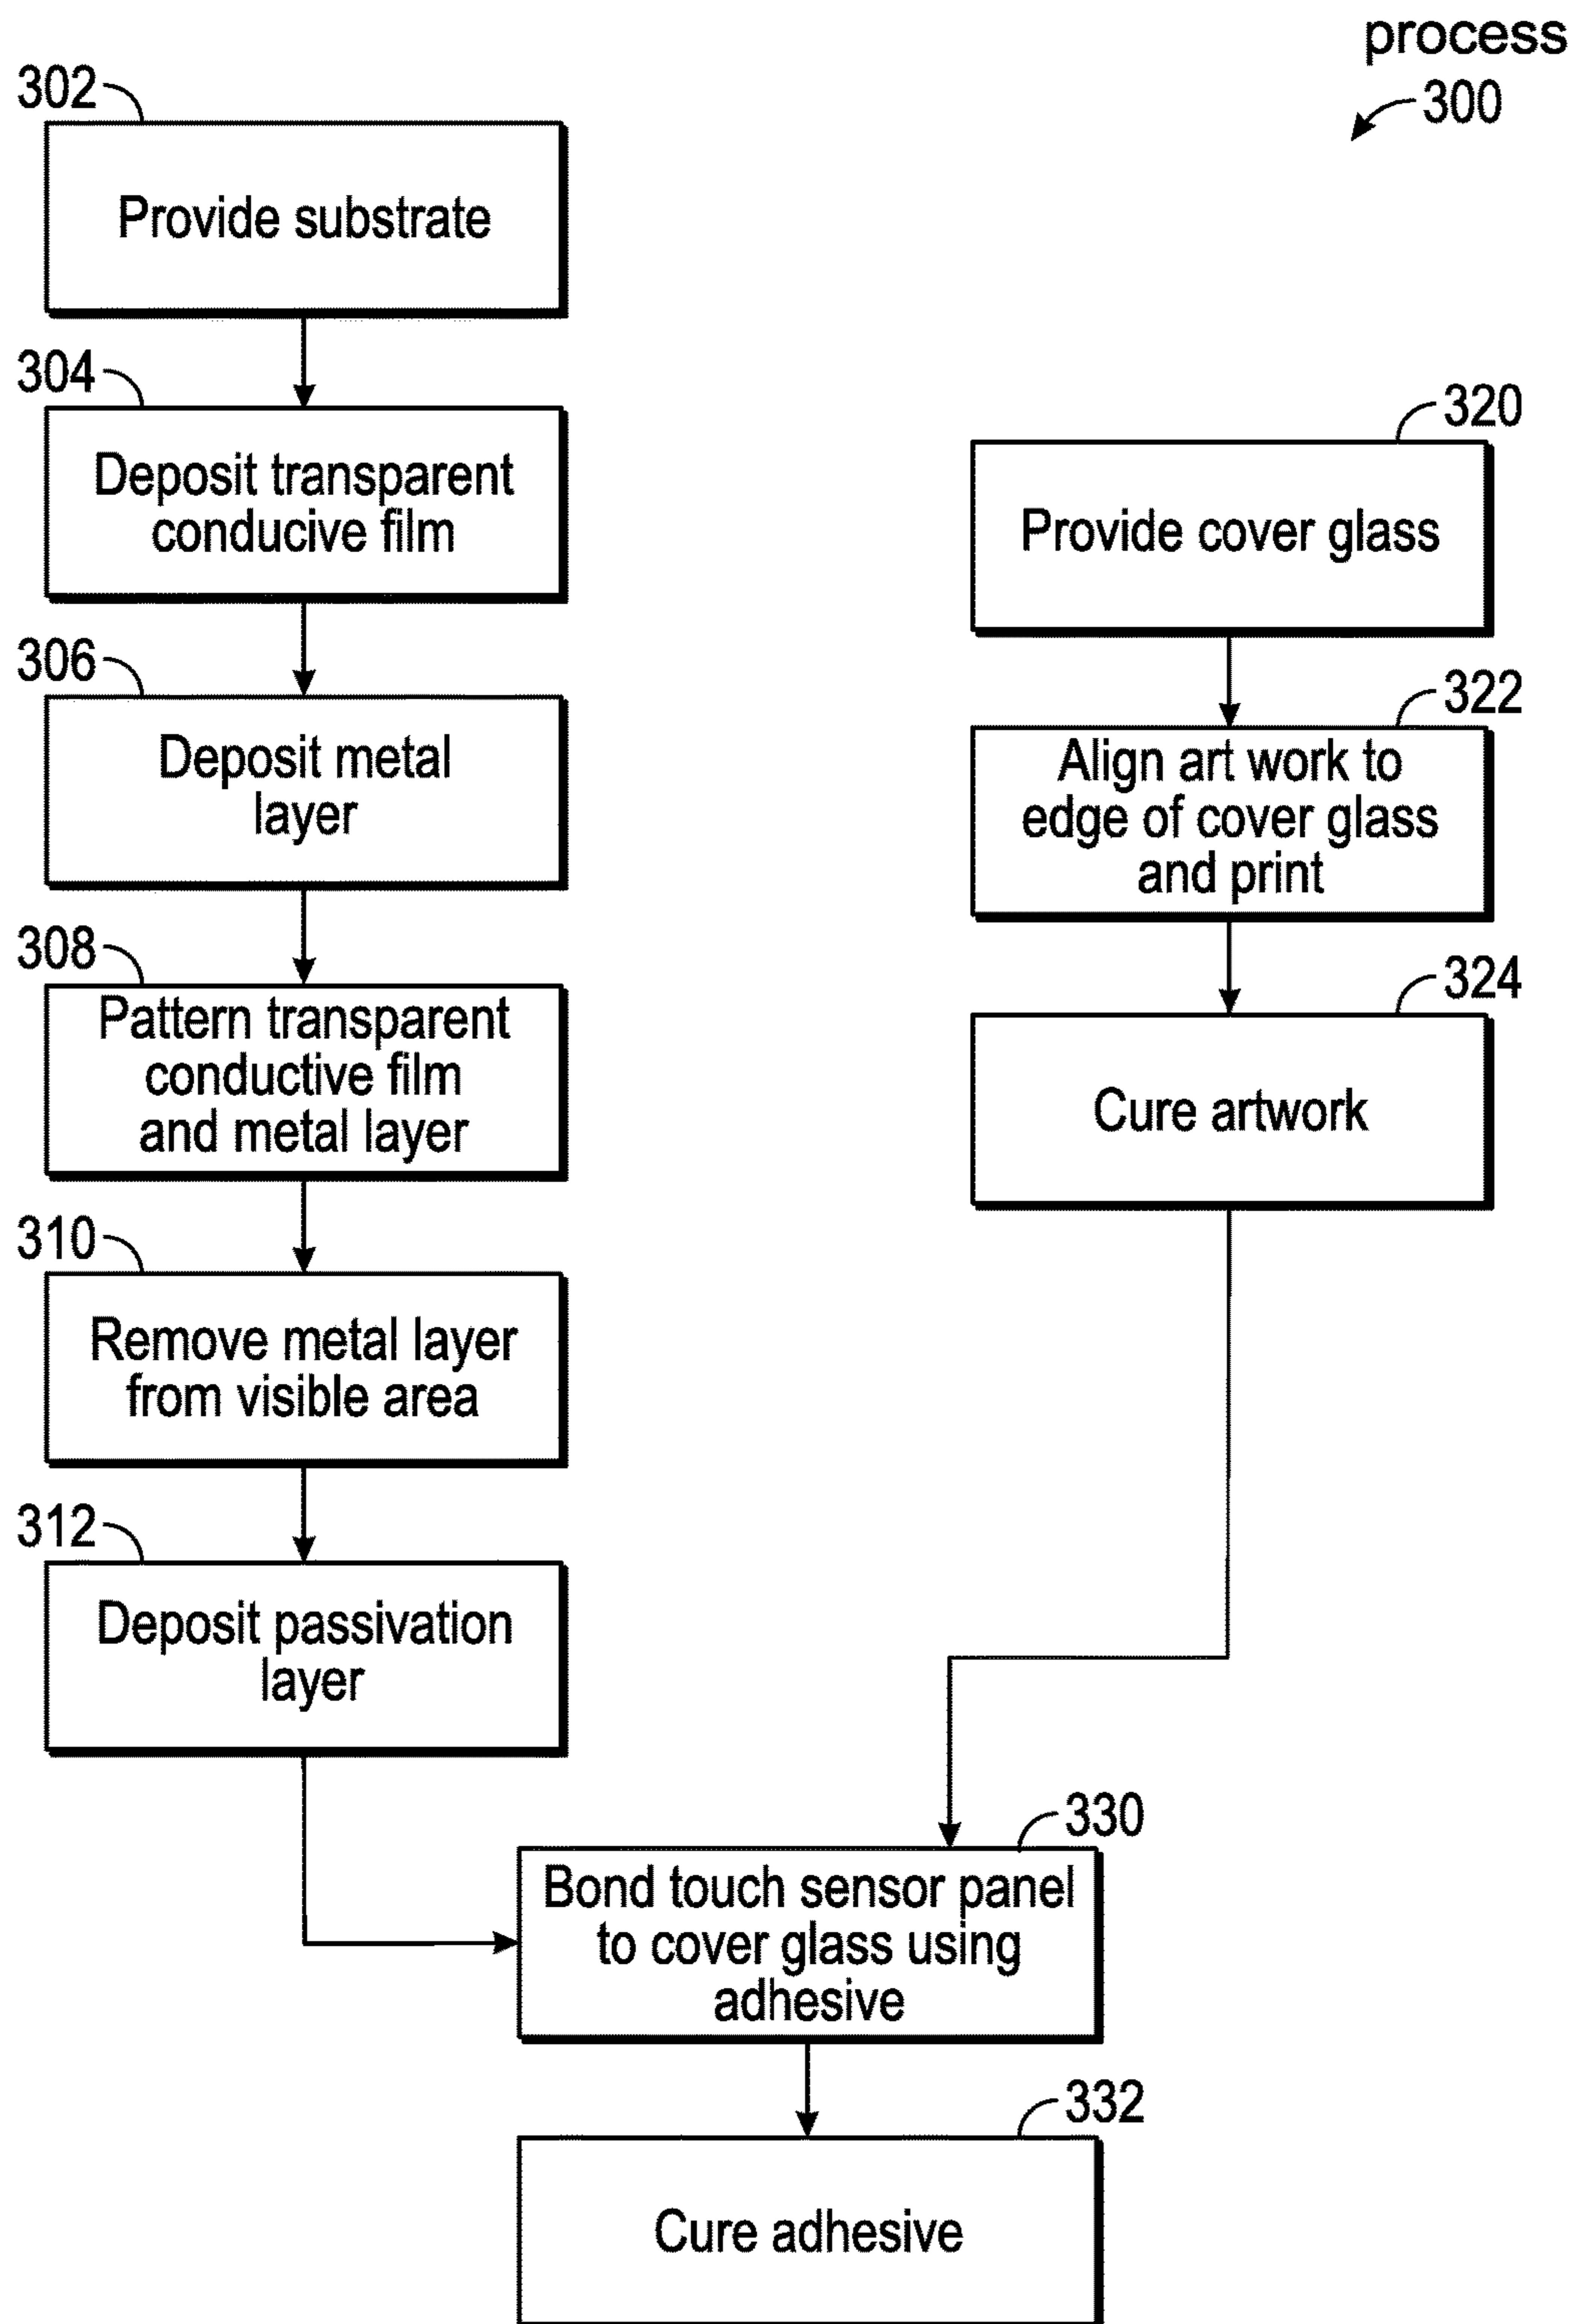 process
300
302
Provide substrate
304
Deposit transparent
conducive film
306
Deposit metal
layer
308
Pattern transparent
conductive film
and metal layer
310
Remove metal layer
from visible area
312
Deposit passivation
layer
320
Provide cover glass
322
Align art work to
edge of cover glass
and print
324
Cure artwork
330
Bond touch sensor panel
to cover glass using
adhesive
332
Cure adhesive